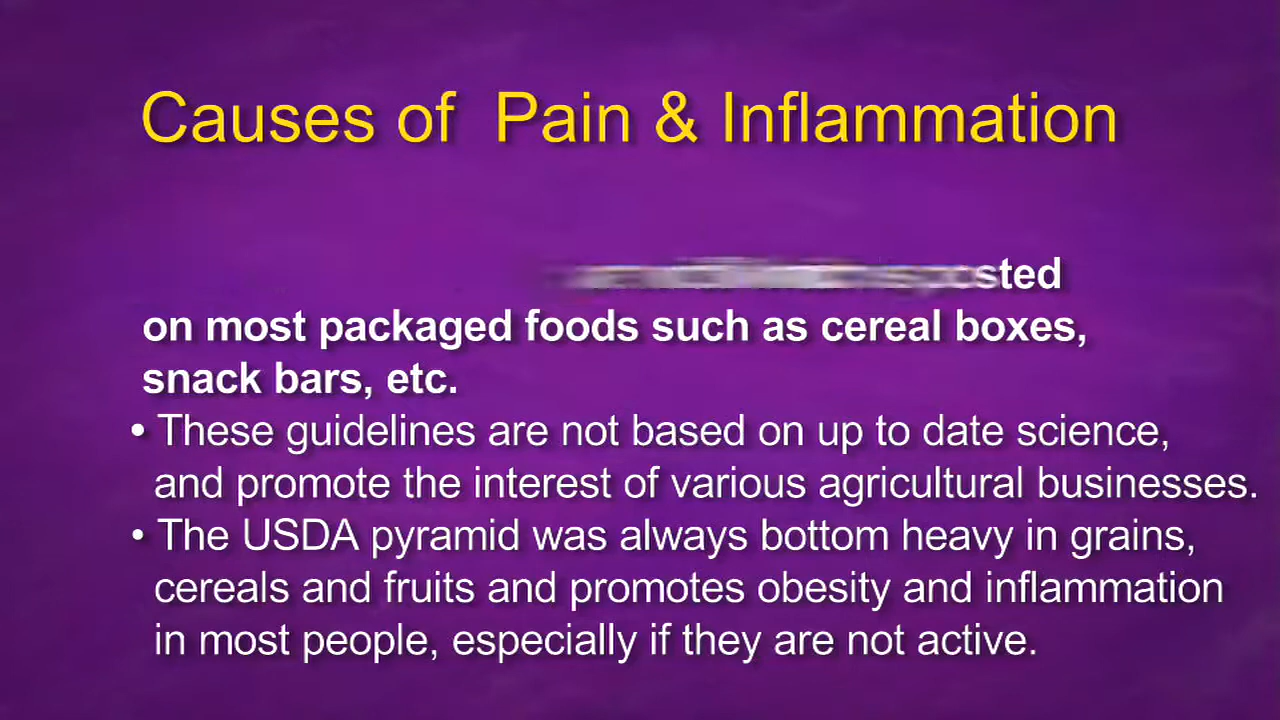 Causes of Pain & Inflammation
posted
on most packaged foods such as cereal boxes,
snack bars, etc.
• These guidelines are not based on up to date science,
and promote the interest of various agricultural businesses.
• The USDA pyramid was always bottom heavy in grains,
cereals and fruits and promotes obesity and inflammation
in most people, especially if they are not active.